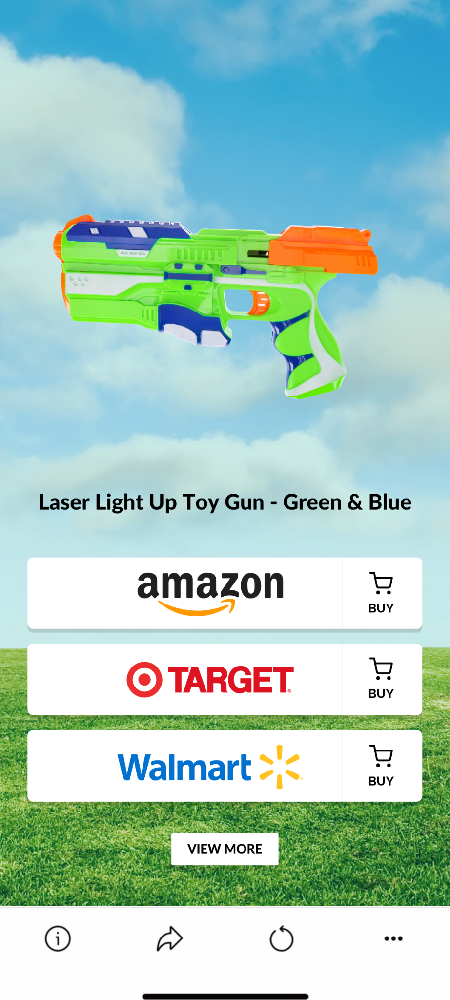 Laser Light Up Toy Gun - Green & Blue
amazon
BUY
TARGET
BUY
Walmart
BUY
VIEW MORE